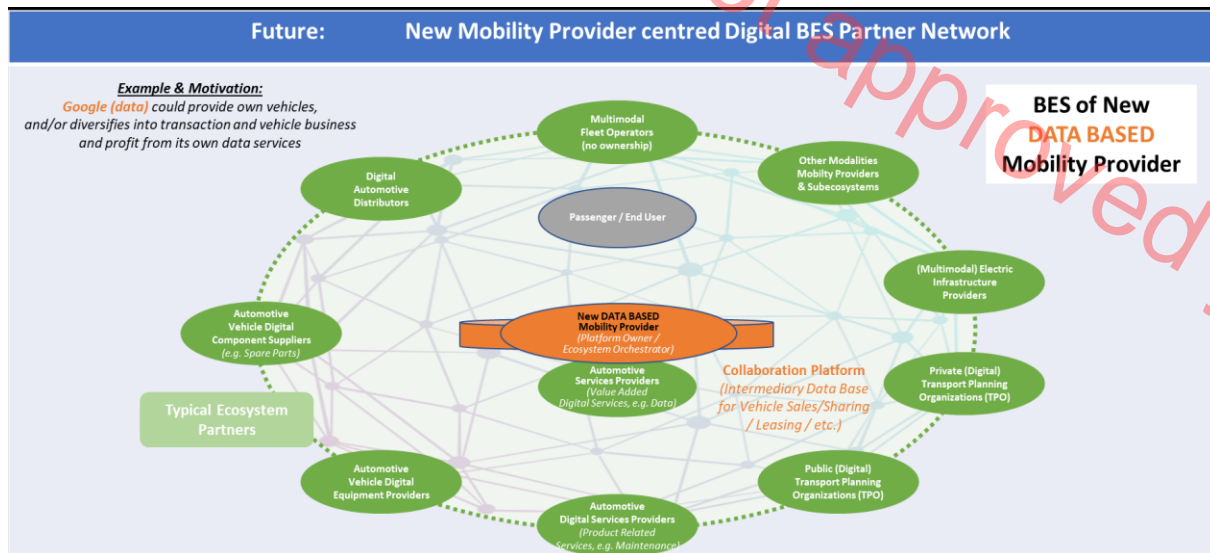 Future: New Mobility Provider centred Digital BES Partner Network
Example & Motivation:
Google (data) could provide own vehicles,
and/or diversifies into transaction and vehicle business
and profit from its own data services
BES of New
DATA BASED
Mobility Provider
Multimodal
Fleet Operators
(no ownership)
Other Modalities
Mobilty Providers
& Subecosystems
Digital
Automotive
Distributors
Passenger / End User
(Multimodal) Electric
Infrastructure
Providers
Automotive
Vehicle Digital
Component Suppliers
(e.g. Spare Parts)
New DATA BASED
Mobility Provider
(Platform Owner /
Ecosystem Orchestrator)
Automotive
Services Providers
(Value Added
Digital Services, e.g. Data)
Collaboration Platform
(Intermediary Data Base
for Vehicle Sales/Sharing
/ Leasing / etc.)
Private (Digital)
Transport Planning
Organizations (TPO)
Typical Ecosystem
Partners
Automotive
Vehicle Digital
Equipment Providers
Public (Digital)
Transport Planning
Organizations (TPO)
Automotive
Digital Services Providers
(Product Related
Services, e.g. Maintenance)
approved